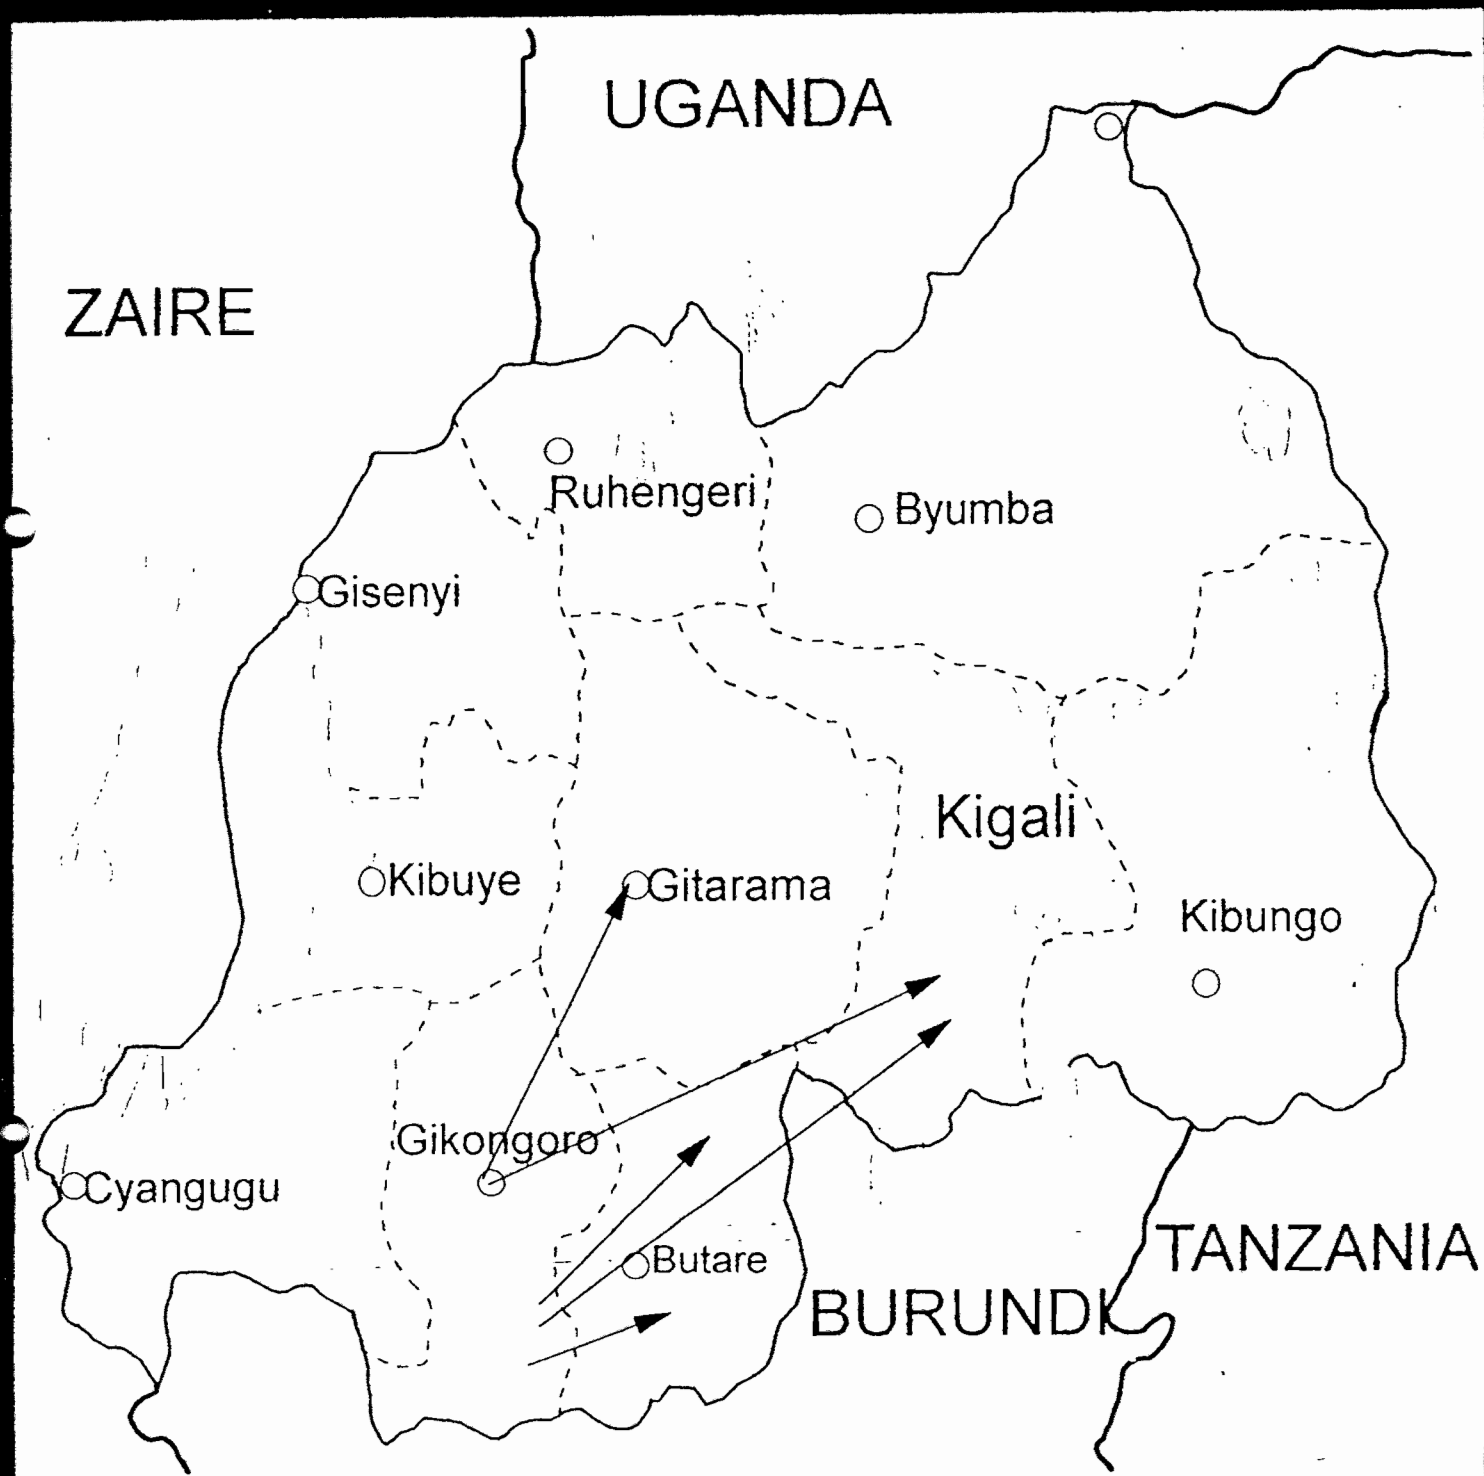 UGANDA
ZAIRE
Ruhengeri
Byumba
Gisenyi
Kigali
Kibuye
Gitarama
Kibungo
Gikongoro
Cyangugu
Butare
TANZANIA
BURUNDI